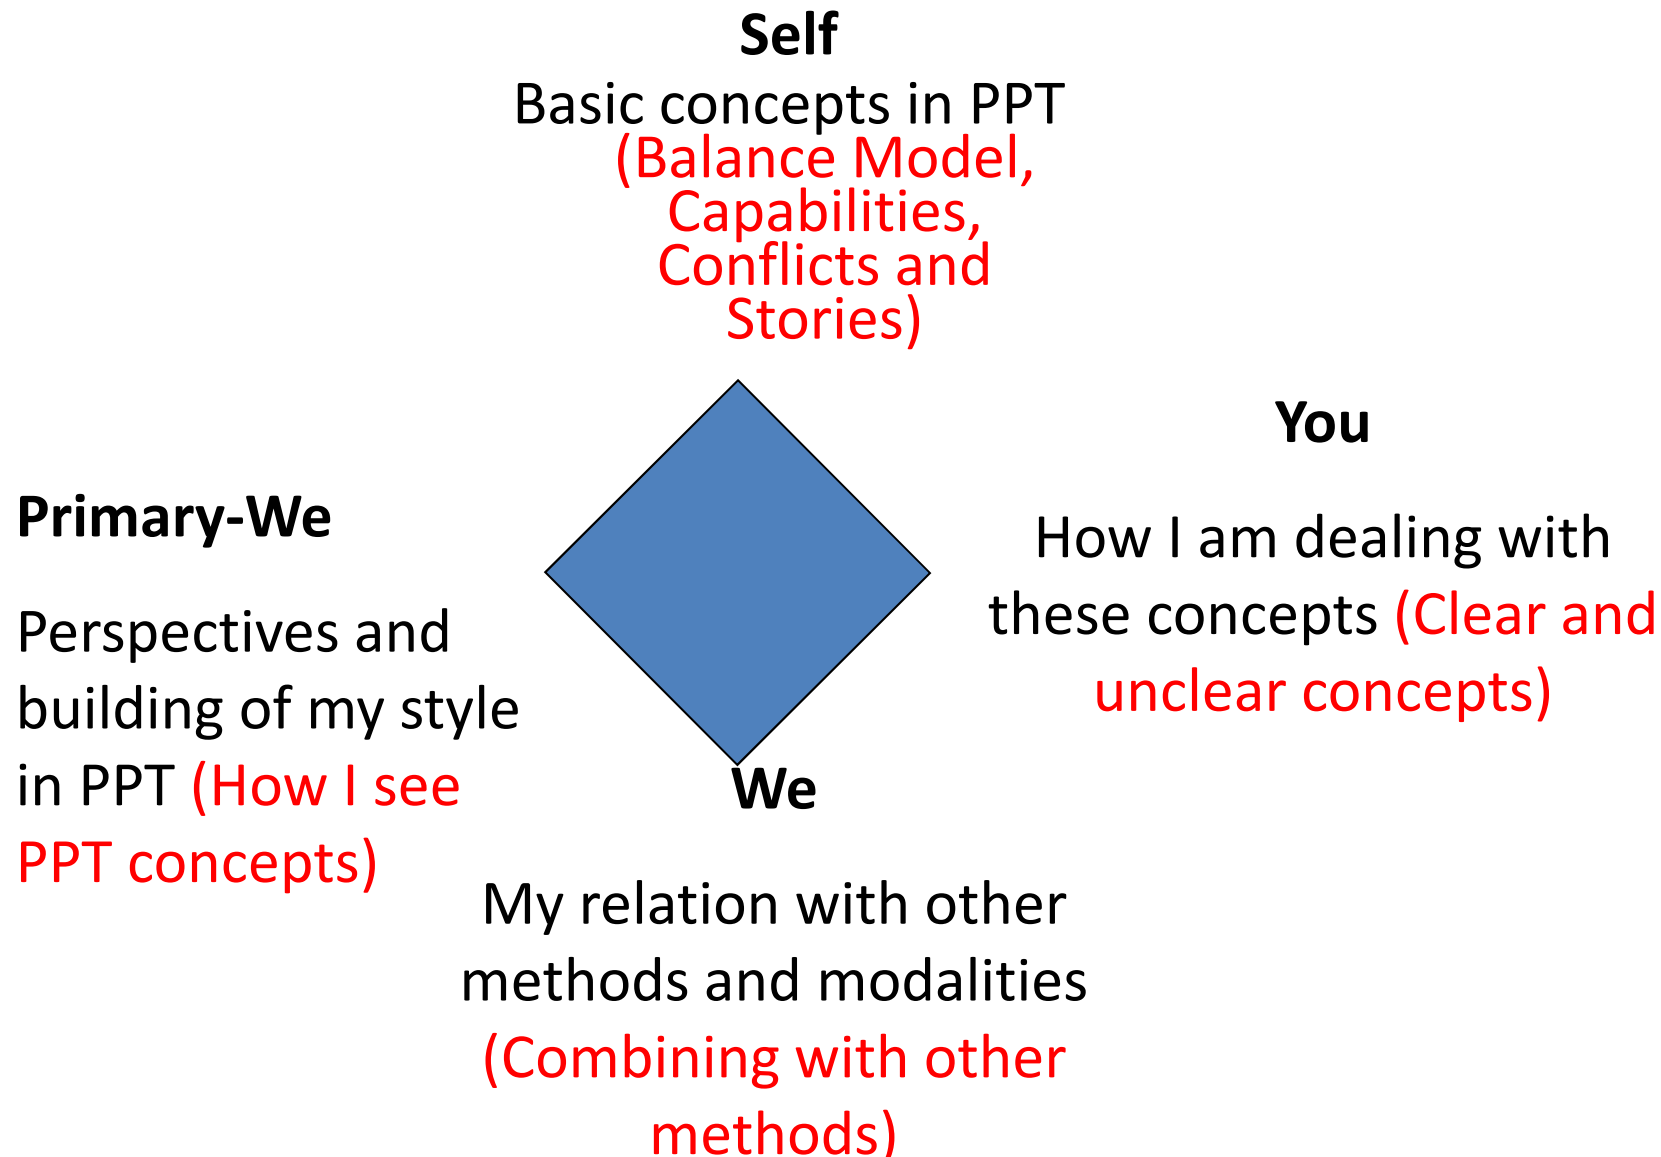 Self
Basic concepts in PPT
(Balance Model,
Capabilities,
Conflicts and
Stories)
You
How I am dealing with
these concepts (Clear and
unclear concepts)
Primary-We
Perspectives and
building of my style
in PPT (How I see
PPT concepts)
We
My relation with other
methods and modalities
(Combining with other
methods)